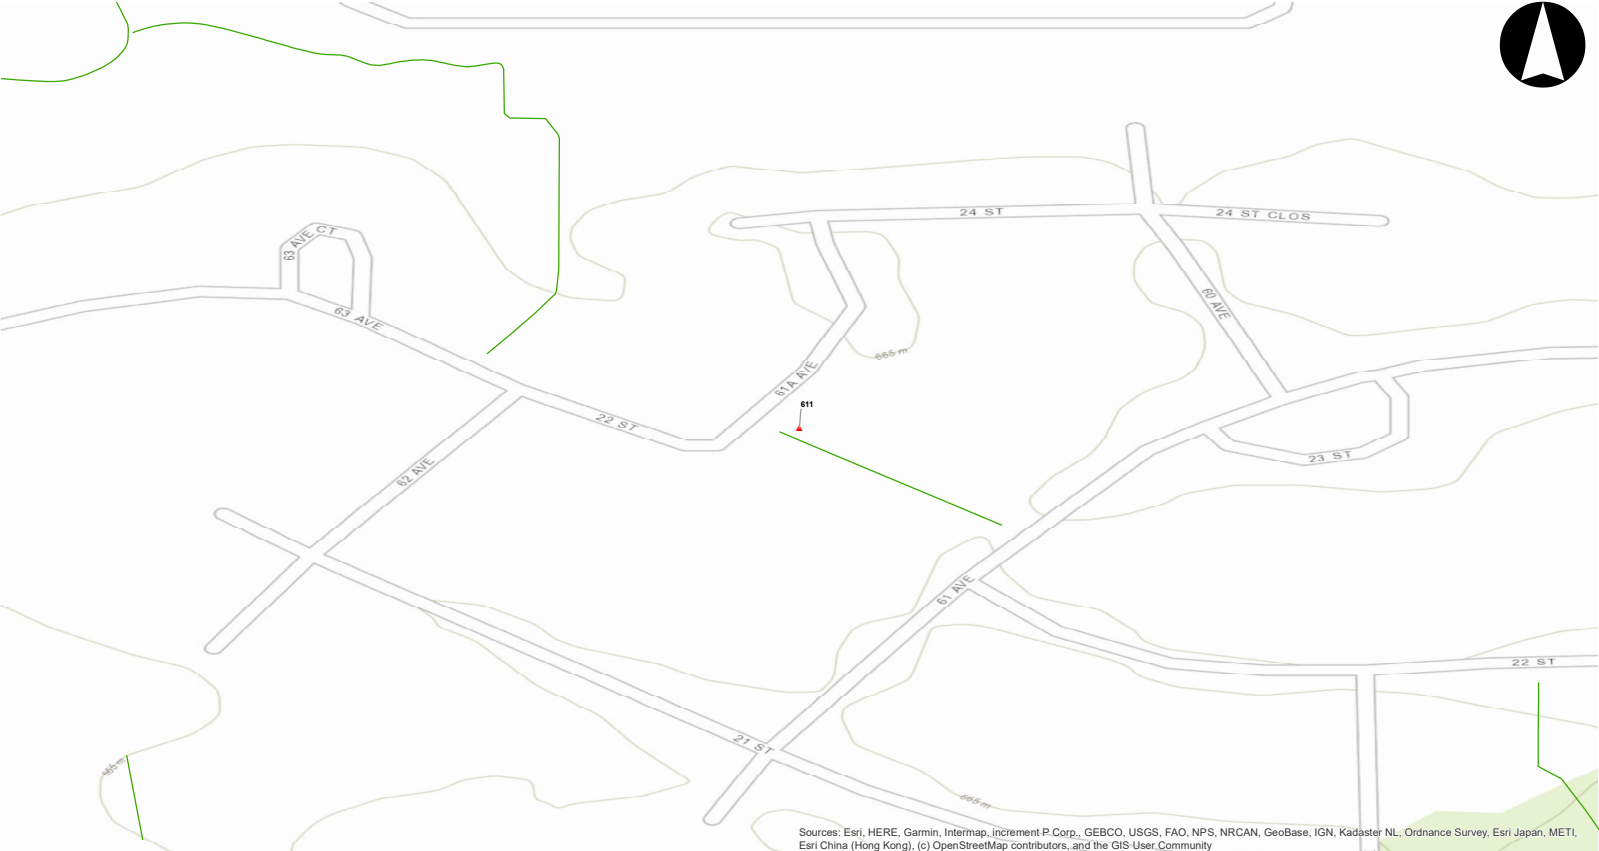 24 ST
24 ST CLOS
63 AVE CT
60 AVE
63 AVE
665 m
61A AVE
611
22 ST
62 AVE
23 ST
61 AVE
22 ST
21 ST
665 m
665 m
Sources: Esri, HERE, Garmin, Intermap, increment P Corp., GEBCO, USGS, FAO, NPS, NRCAN, GeoBase, IGN, Kadaster NL, Ordnance Survey, Esri Japan, METI,
Esri China (Hong Kong), (c) OpenStreetMap contributors, and the GIS User Community